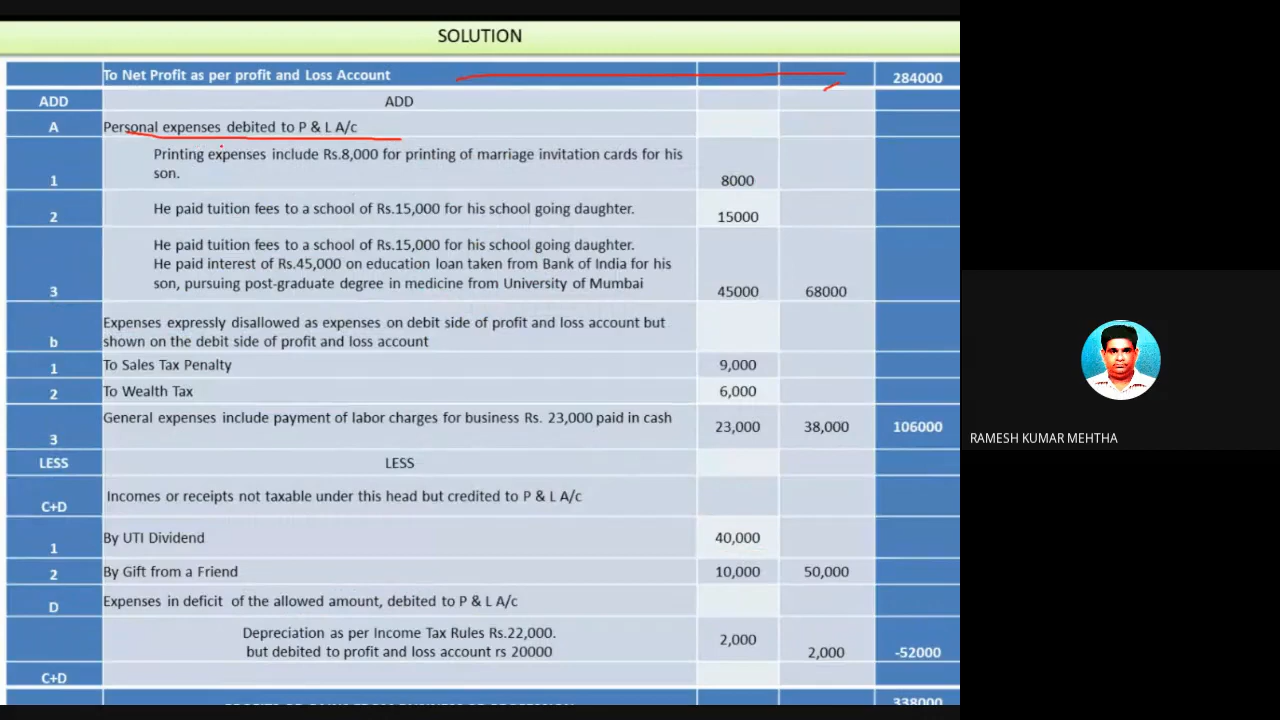 SOLUTION
To Net Profit as per profit and Loss Account 284000
ADD ADD
A Personal expenses debited to P & L A/c
Printing expenses include Rs.8,000 for printing of marriage invitation cards for his
son.
1 8000
2 He paid tuition fees to a school of Rs.15,000 for his school going daughter. 15000
He paid tuition fees to a school of Rs.15,000 for his school going daughter.
He paid interest of Rs.45,000 on education loan taken from Bank of India for his
son, pursuing post-graduate degree in medicine from University of Mumbai
3 45000 68000
Expenses expressly disallowed as expenses on debit side of profit and loss account but
b shown on the debit side of profit and loss account
1 To Sales Tax Penalty 9,000
2 To Wealth Tax 6,000
General expenses include payment of labor charges for business Rs. 23,000 paid in cash
3 23,000 38,000 106000
LESS LESS
C+D Incomes or receipts not taxable under this head but credited to P & L A/c
1 By UTI Dividend 40,000
2 By Gift from a Friend 10,000 50,000
D Expenses in deficit of the allowed amount, debited to P & L A/c
Depreciation as per Income Tax Rules Rs.22,000. 2,000
but debited to profit and loss account rs 20000 2,000 -52000
C+D
338000
RAMESH KUMAR MEHTHA